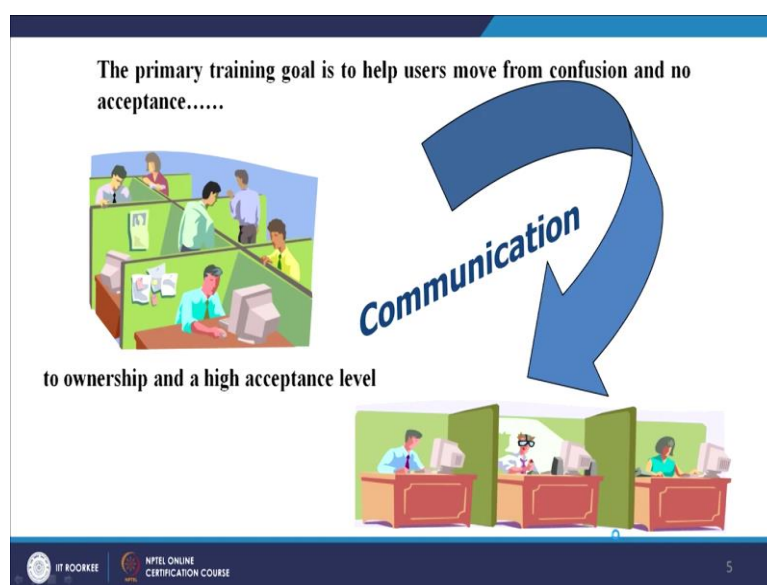 The primary training goal is to help users move from confusion and no
acceptance......
Communication
to ownership and a high acceptance level
IIT ROORKEE
NPTEL ONLINE
CERTIFICATION COURSE
5